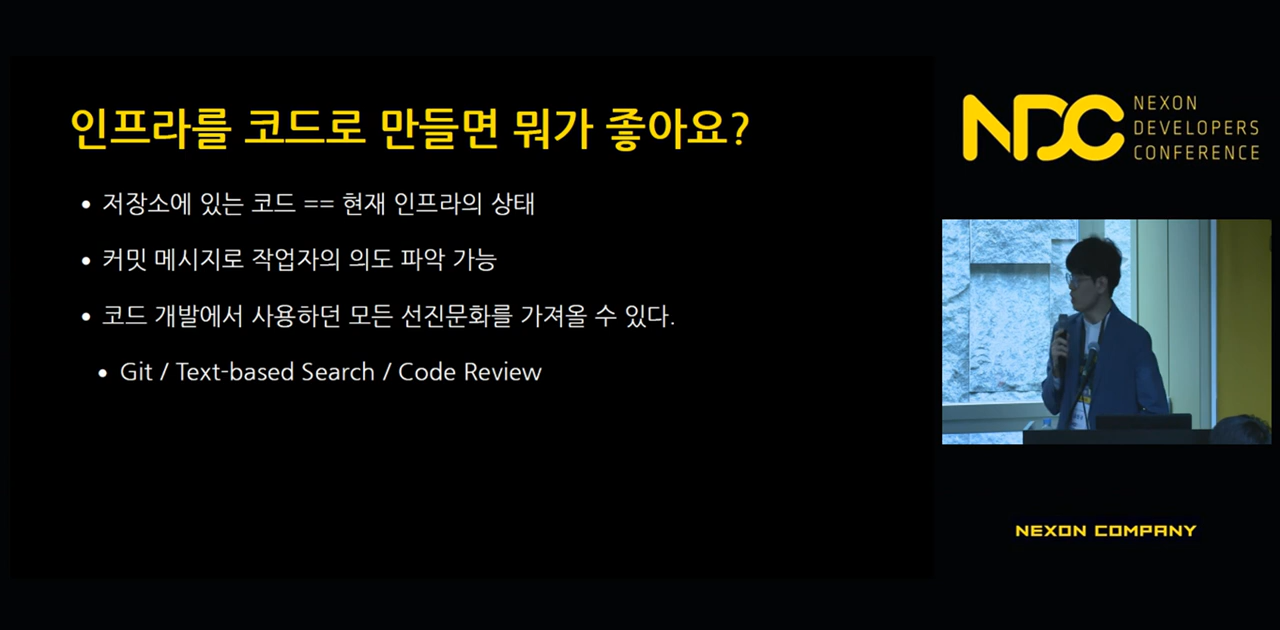 인프라를 코드로 만들면 뭐가 좋아요?
저장소에 있는 코드 == 현재 인프라의 상태
커밋 메시지로 작업자의 의도 파악 가능
코드 개발에서 사용하던 모든 선진문화를 가져올 수 있다.
Git / Text-based Search / Code Review
NDC
NEXON
DEVELOPERS
CONFERENCE
NEXON COMPANY